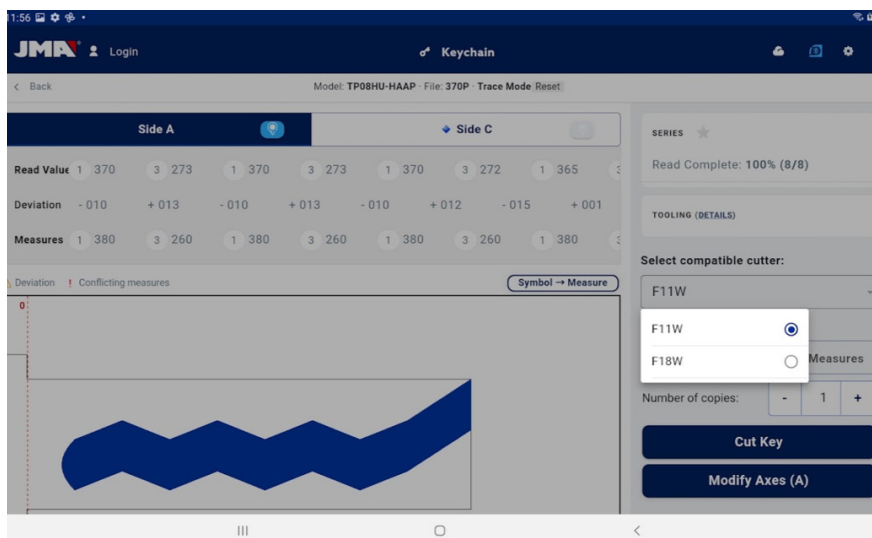 11:56
JMA Login Keychain
Back Model: TP08HU-HAAP · File: 370P · Trace Mode Reset
Side A Side C
Read Value 1 370 3 273 1 370 3 273 1 370 3 272 1 365
Deviation - 010 + 013 - 010 + 013 - 010 + 012 - 015 + 001
Measures 1 380 3 260 1 380 3 260 1 380 3 260 1 380
Deviation ! Conflicting measures Symbol → Measure
0
SERIES
Read Complete: 100% (8/8)
TOOLING (DETAILS)
Select compatible cutter:
F11W
F11W
F18W
Measures
Number of copies: - 1 +
Cut Key
Modify Axes (A)